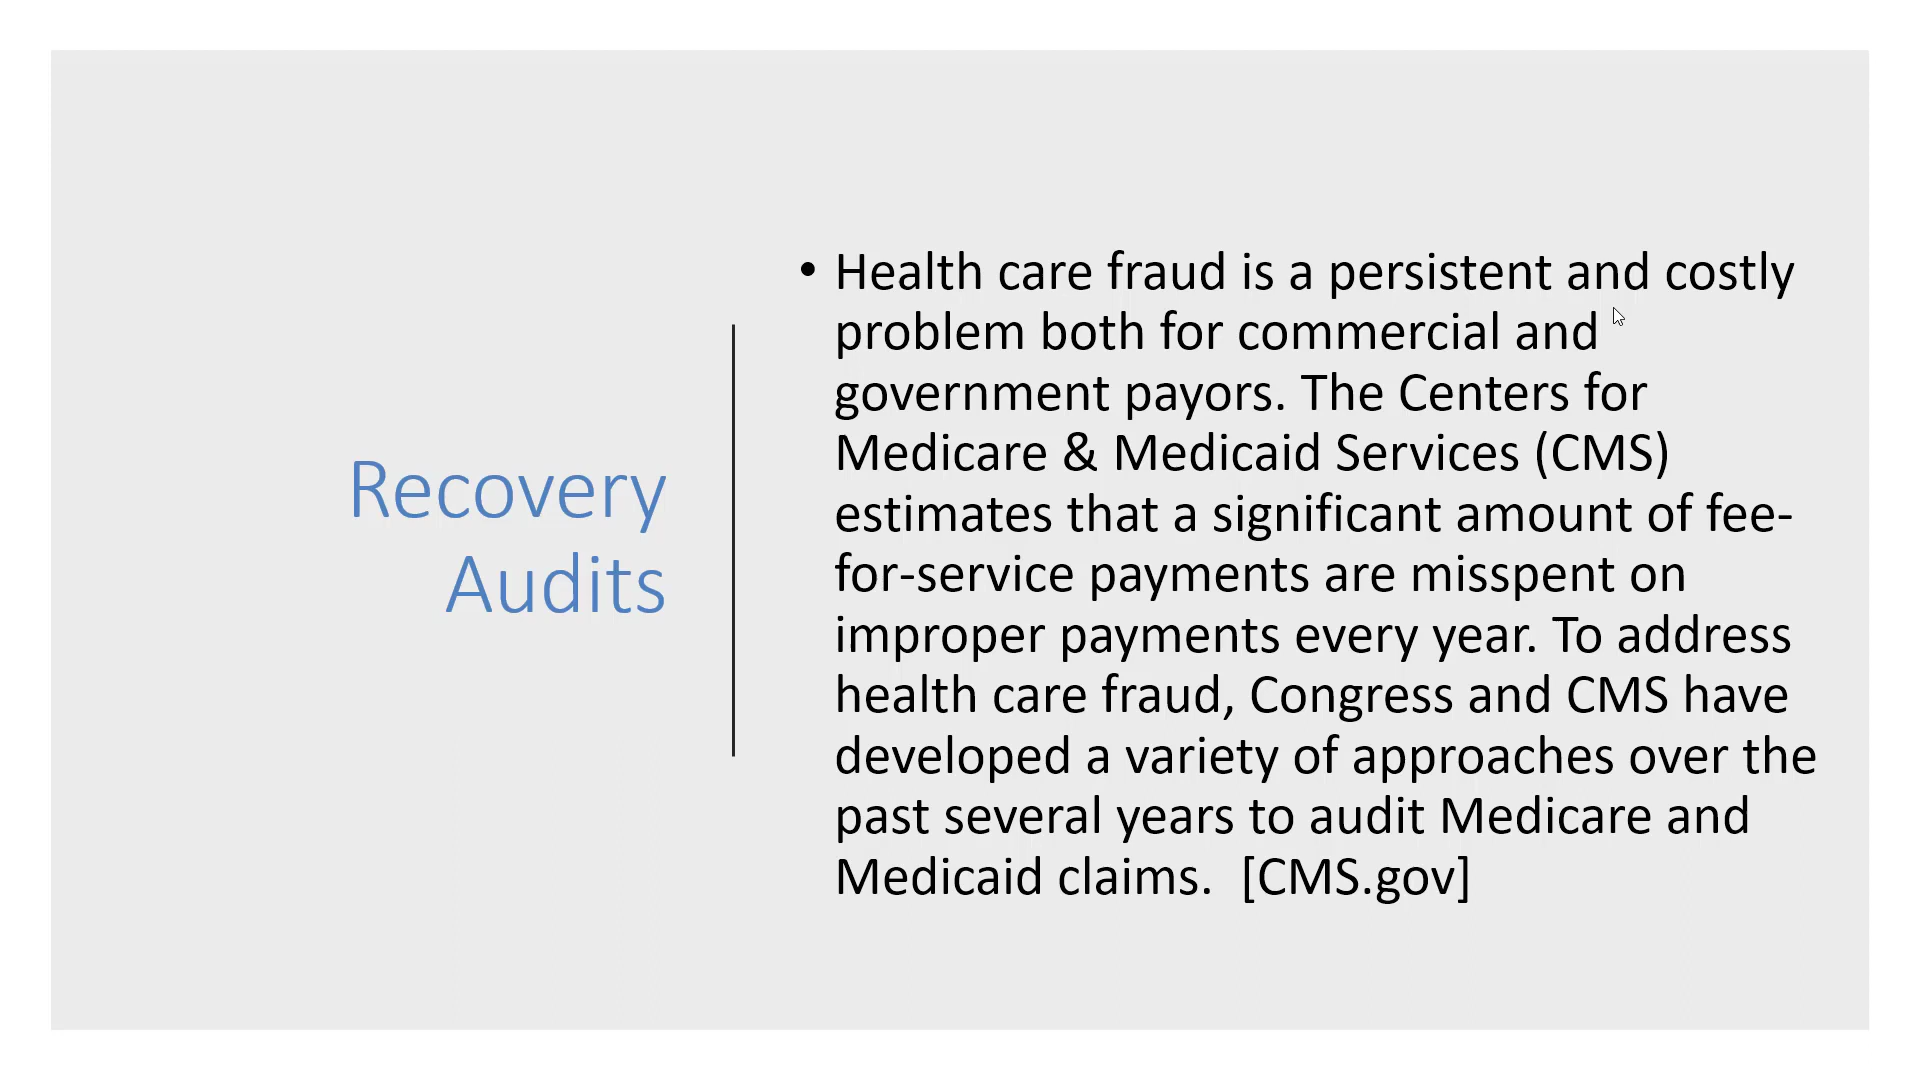 Recovery
Audits
• Health care fraud is a persistent and costly
problem both for commercial and
government payors. The Centers for
Medicare & Medicaid Services (CMS)
estimates that a significant amount of fee-
for-service payments are misspent on
improper payments every year. To address
health care fraud, Congress and CMS have
developed a variety of approaches over the
past several years to audit Medicare and
Medicaid claims.  [CMS.gov]